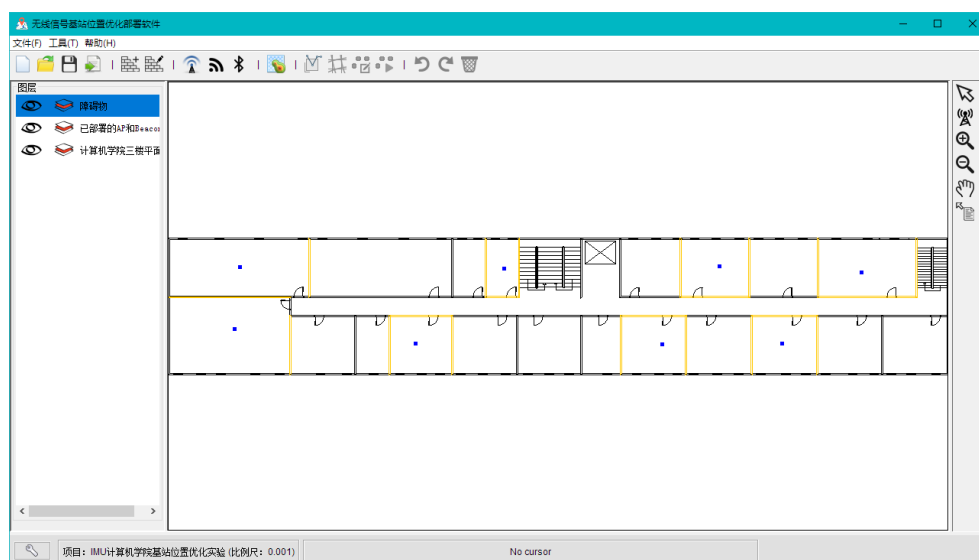 无线信号基站位置优化部署软件
文件(F) 工具(T) 帮助(H)
图层
障碍物
已部署的AP和Beaco
计算机学院三楼平面
项目：IMU计算机学院基站位置优化实验 (比例尺：0.001)
No cursor